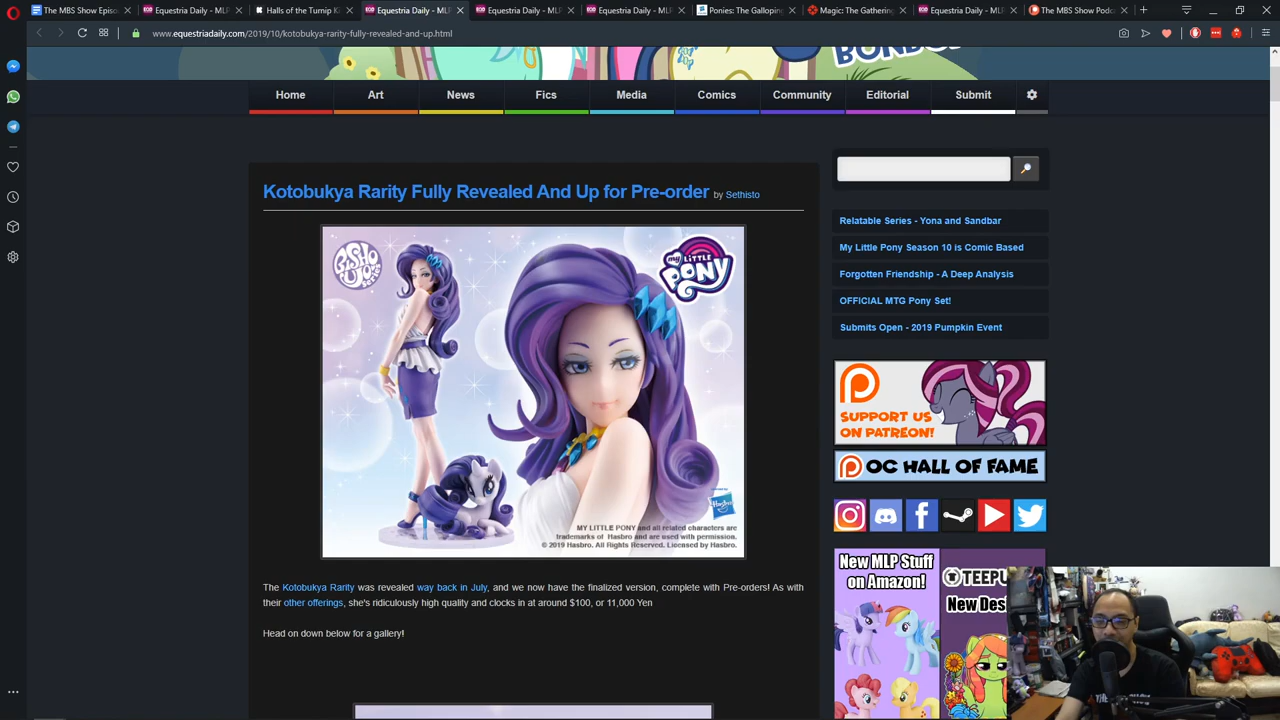 The MBS Show Episo
Equestria Daily - MLP
Halls of the Turnip K
Equestria Daily - MLP
Equestria Daily - MLP
Equestria Daily - MLP
Ponies The Galloping
Magic: The Gathering
Equestria Daily - MLP
The MBS Show Podca
www.equestriadaily.com/2019/10/kotobukya-rarity-fully-revealed-and-up.html
Home
Art
News
Fics
Media
Comics
Community
Editorial
Submit
Kotobukya Rarity Fully Revealed And Up for Pre-order by Sethisto
BISHOUJO
SERIES
my LITTLE
PONY
Hasbro
MY LITTLE PONY and all related characters are
trademarks of Hasbro and are used with permission.
© 2019 Hasbro. All Rights Reserved. Licensed by Hasbro.
The Kotobukya Rarity was revealed way back in July, and we now have the finalized version, complete with Pre-orders! As with
their other offerings, she's ridiculously high quality and clocks in at around $100, or 11,000 Yen
Head on down below for a gallery!
Relatable Series - Yona and Sandbar
My Little Pony Season 10 is Comic Based
Forgotten Friendship - A Deep Analysis
OFFICIAL MTG Pony Set!
Submits Open - 2019 Pumpkin Event
SUPPORT US
ON PATREON!
OC HALL OF FAME
New MLP Stuff
on Amazon!
TEEPU
New Des